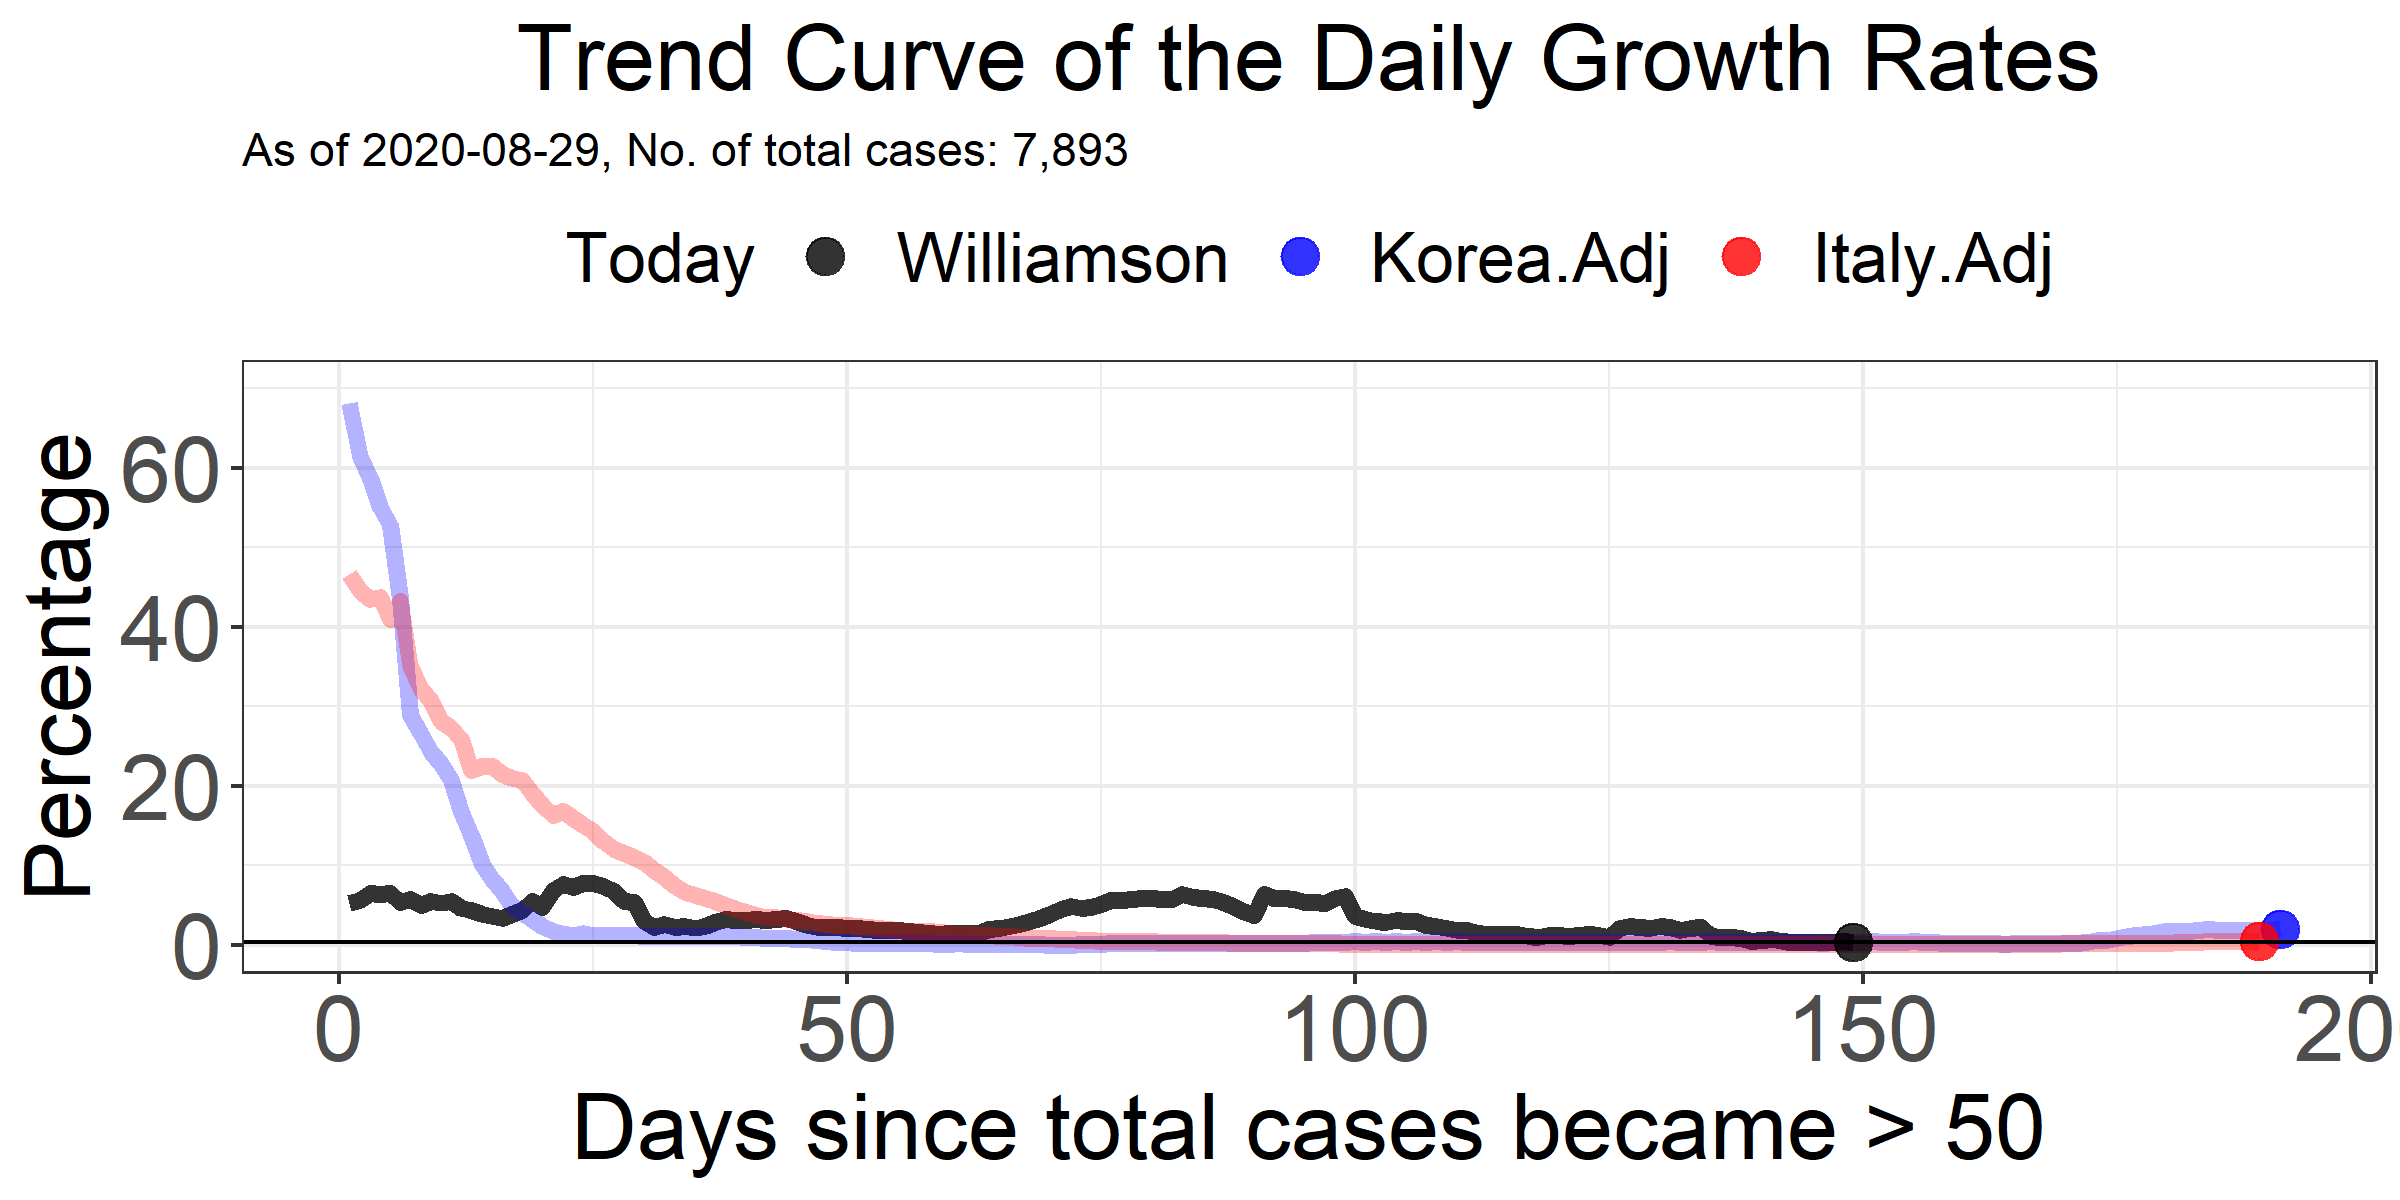 Trend Curve of the Daily Growth Rates
As of 2020-08-29, No. of total cases: 7,893
Today Williamson Korea.Adj Italy.Adj
Percentage
60
40
20
0
0 50 100 150 20
Days since total cases became > 50